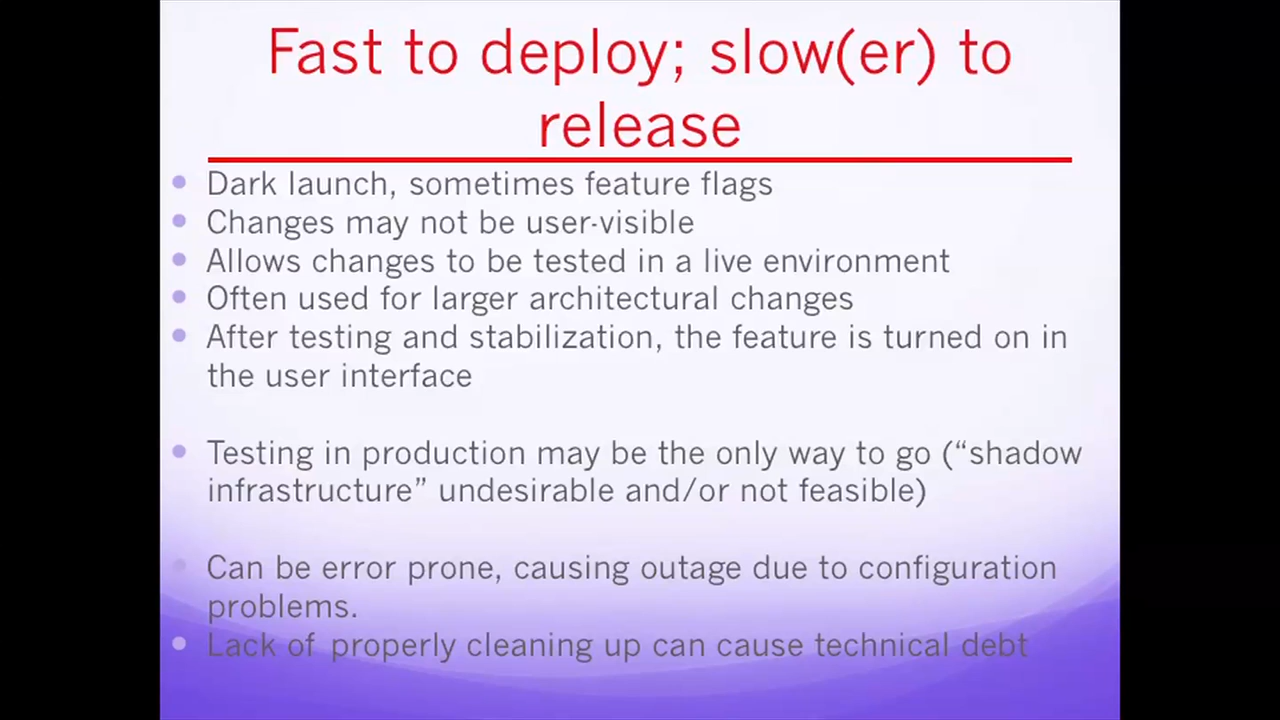 Fast to deploy; slow(er) to
release
Dark launch, sometimes feature flags
Changes may not be user-visible
Allows changes to be tested in a live environment
Often used for larger architectural changes
After testing and stabilization, the feature is turned on in
the user interface
Testing in production may be the only way to go (“shadow
infrastructure” undesirable and/or not feasible)
Can be error prone, causing outage due to configuration
problems.
Lack of properly cleaning up can cause technical debt